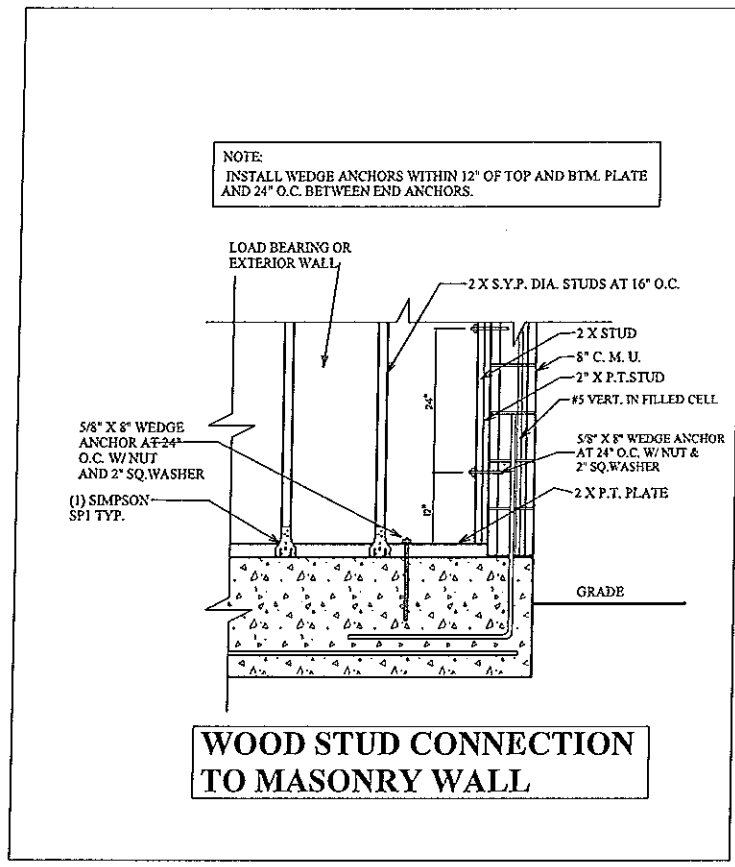 NOTE:
INSTALL WEDGE ANCHORS WITHIN 12" OF TOP AND BTM. PLATE
AND 24" O.C. BETWEEN END ANCHORS.
LOAD BEARING OR
EXTERIOR WALL
2 X S.Y.P. DIA. STUDS AT 16" O.C.
2 X STUD
8" C. M. U.
2" X P.T.STUD
#5 VERT. IN FILLED CELL
5/8" X 8" WEDGE ANCHOR
AT 24" O.C, W/ NUT &
2" SQ.WASHER
2 X P.T. PLATE
24"
12"
5/8" X 8" WEDGE
ANCHOR AT 24"
O.C. W/ NUT
AND 2" SQ.WASHER
(1) SIMPSON
SP1 TYP.
GRADE
WOOD STUD CONNECTION
TO MASONRY WALL